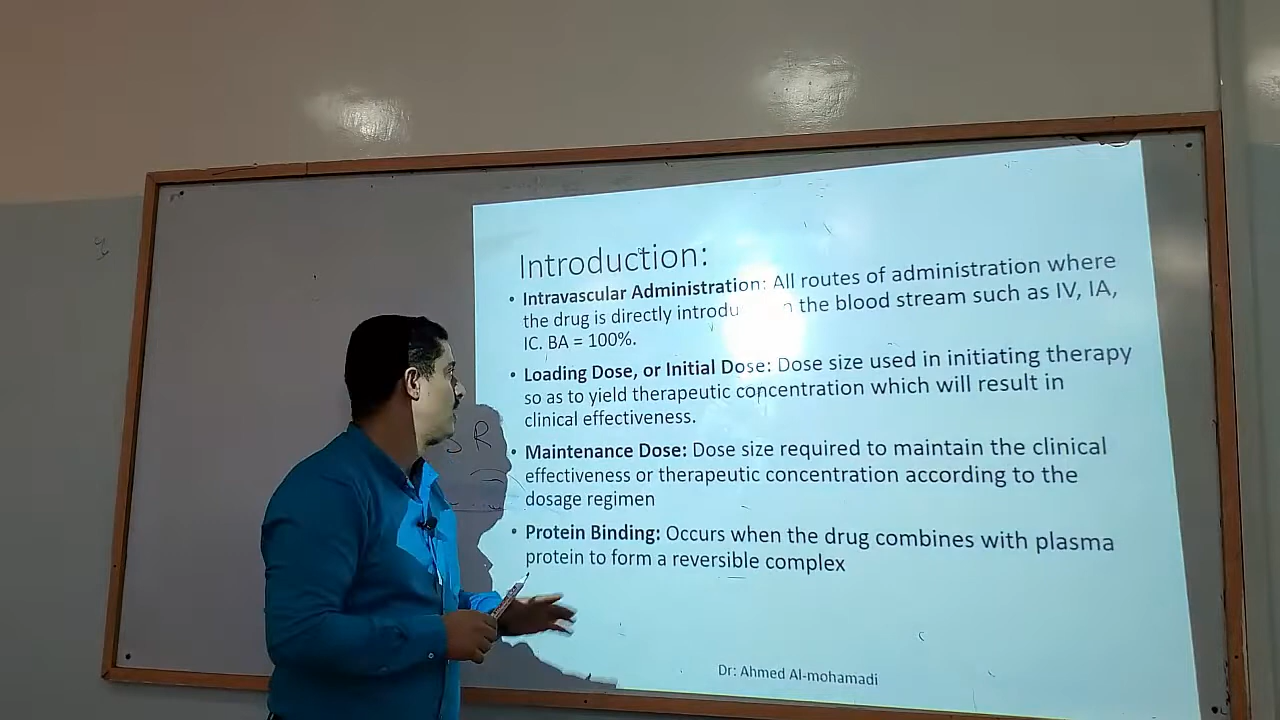 Introduction:
• Intravascular Administration: All routes of administration where
the drug is directly introdu n the blood stream such as IV, IA,
IC. BA = 100%.
• Loading Dose, or Initial Dose: Dose size used in initiating therapy
so as to yield therapeutic concentration which will result in
clinical effectiveness.
• Maintenance Dose: Dose size required to maintain the clinical
effectiveness or therapeutic concentration according to the
dosage regimen
• Protein Binding: Occurs when the drug combines with plasma
protein to form a reversible complex
SR
Dr: Ahmed Al-mohamadi